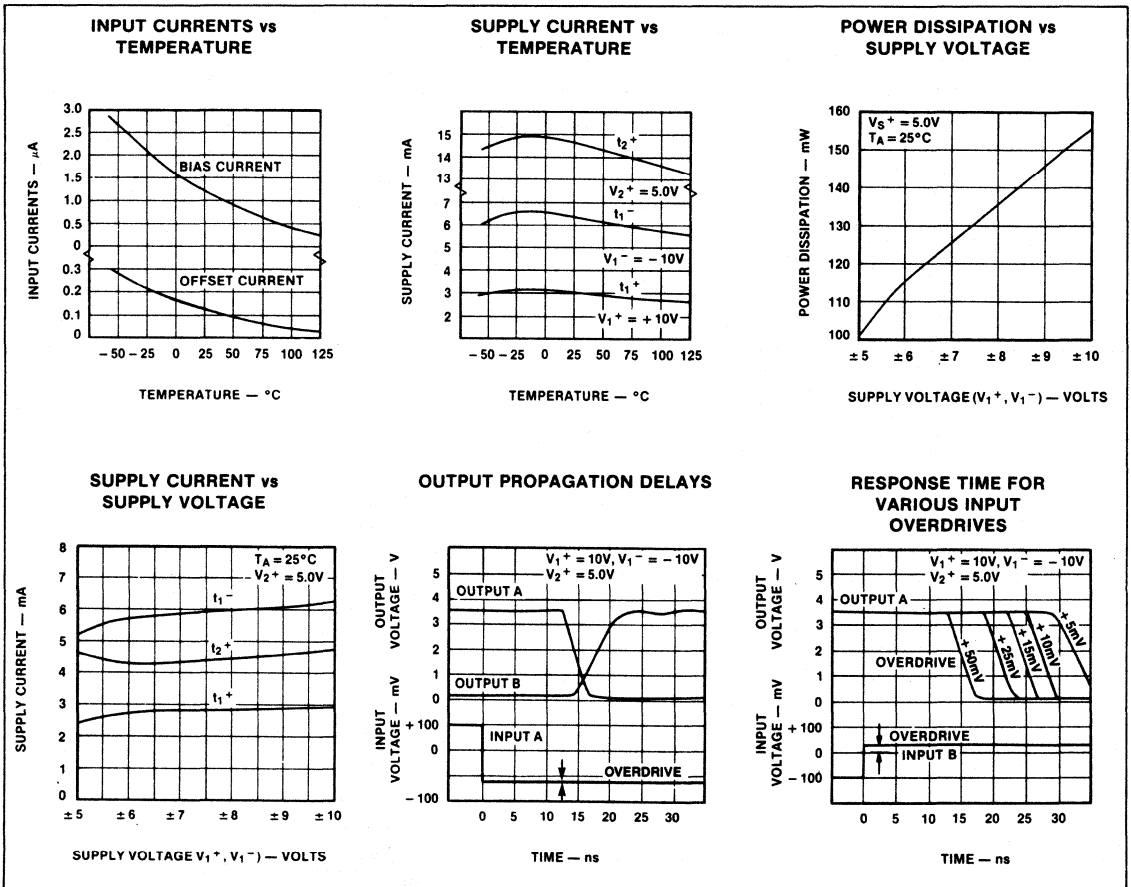 INPUT CURRENTS vs
TEMPERATURE
INPUT CURRENTS — μA
3.0
2.5
2.0
1.5
1.0
0.5
0
0.3
0.2
0.1
0
BIAS CURRENT
OFFSET CURRENT
-50 -25 0 25 50 75 100 125
TEMPERATURE — °C
SUPPLY CURRENT vs
TEMPERATURE
SUPPLY CURRENT — mA
15
14
13
7
6
5
4
3
2
t2+
V2+ = 5.0V
t1-
V1- = -10V
t1+
V1+ = +10V
-50 -25 0 25 50 75 100 125
TEMPERATURE — °C
POWER DISSIPATION vs
SUPPLY VOLTAGE
POWER DISSIPATION — mW
160
150
140
130
120
110
100
VS+ = 5.0V
TA = 25°C
±5 ±6 ±7 ±8 ±9 ±10
SUPPLY VOLTAGE (V1+, V1-) — VOLTS
SUPPLY CURRENT vs
SUPPLY VOLTAGE
SUPPLY CURRENT — mA
8
7
6
5
4
3
2
1
0
TA = 25°C
V2+ = 5.0V
t1-
t2+
t1+
±5 ±6 ±7 ±8 ±9 ±10
SUPPLY VOLTAGE V1+, V1-) — VOLTS
OUTPUT PROPAGATION DELAYS
OUTPUT
VOLTAGE — V
INPUT
VOLTAGE — mV
5
4
3
2
1
0
+100
0
-100
V1+ = 10V, V1- = -10V
V2+ = 5.0V
OUTPUT A
OUTPUT B
INPUT A
OVERDRIVE
0 5 10 15 20 25 30
TIME — ns
RESPONSE TIME FOR
VARIOUS INPUT
OVERDRIVES
OUTPUT
VOLTAGE — V
INPUT
VOLTAGE — mV
5
4
3
2
1
0
+100
0
-100
V1+ = 10V, V1- = -10V
V2+ = 5.0V
OUTPUT A
OVERDRIVE
+50mV
+25mV
+15mV
+10mV
+5mV
OVERDRIVE
INPUT B
0 5 10 15 20 25 30
TIME — ns